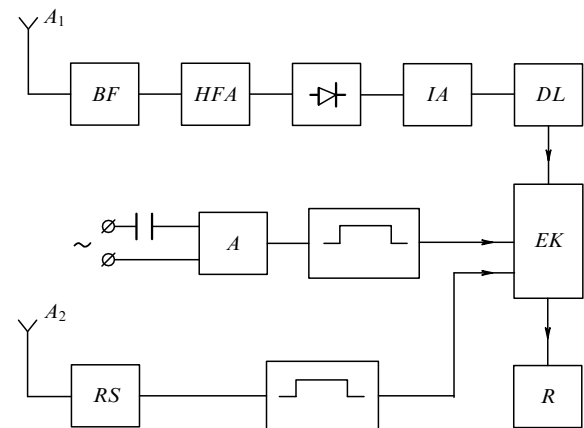 A₁
BF HFA IA DL
~ A EK
A₂
RS R